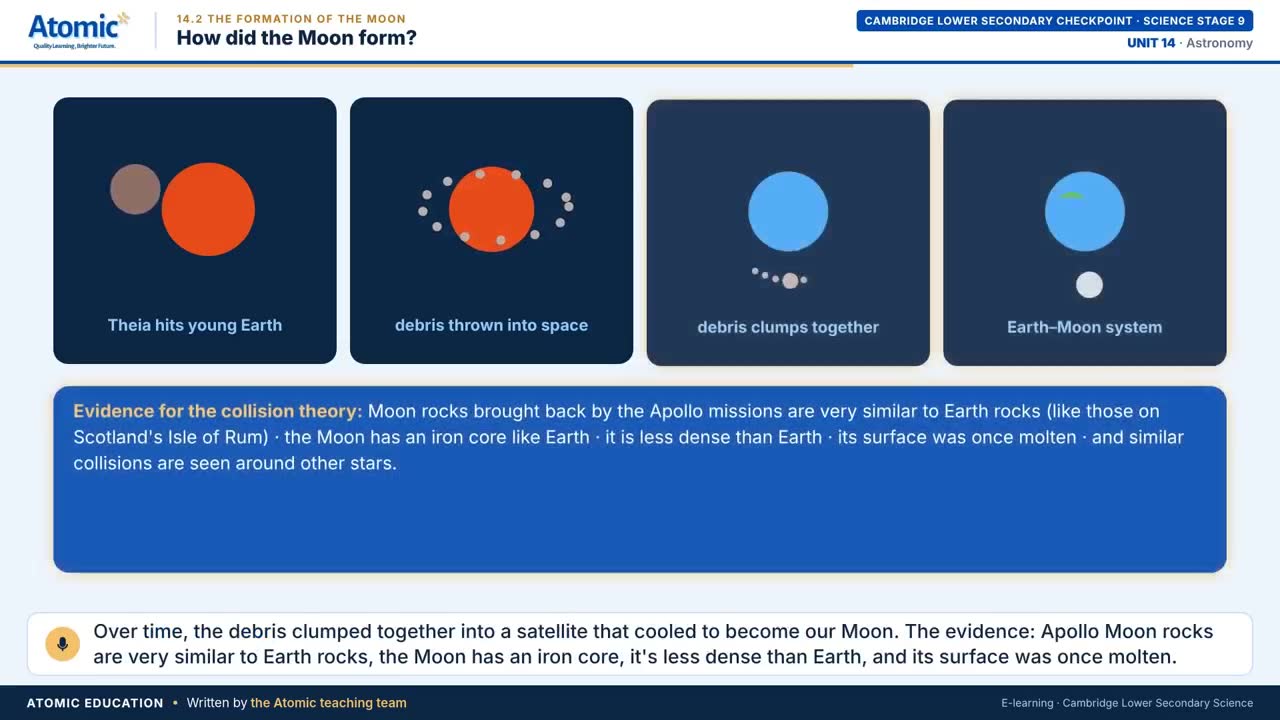 Atomic
Quality Learning, Brighter Future.
14.2 THE FORMATION OF THE MOON
How did the Moon form?
CAMBRIDGE LOWER SECONDARY CHECKPOINT · SCIENCE STAGE 9
UNIT 14 · Astronomy
Theia hits young Earth
debris thrown into space
debris clumps together
Earth–Moon system
Evidence for the collision theory: Moon rocks brought back by the Apollo missions are very similar to Earth rocks (like those on
Scotland's Isle of Rum) · the Moon has an iron core like Earth · it is less dense than Earth · its surface was once molten · and similar
collisions are seen around other stars.
Over time, the debris clumped together into a satellite that cooled to become our Moon. The evidence: Apollo Moon rocks
are very similar to Earth rocks, the Moon has an iron core, it's less dense than Earth, and its surface was once molten.
ATOMIC EDUCATION • Written by the Atomic teaching team
E-learning · Cambridge Lower Secondary Science